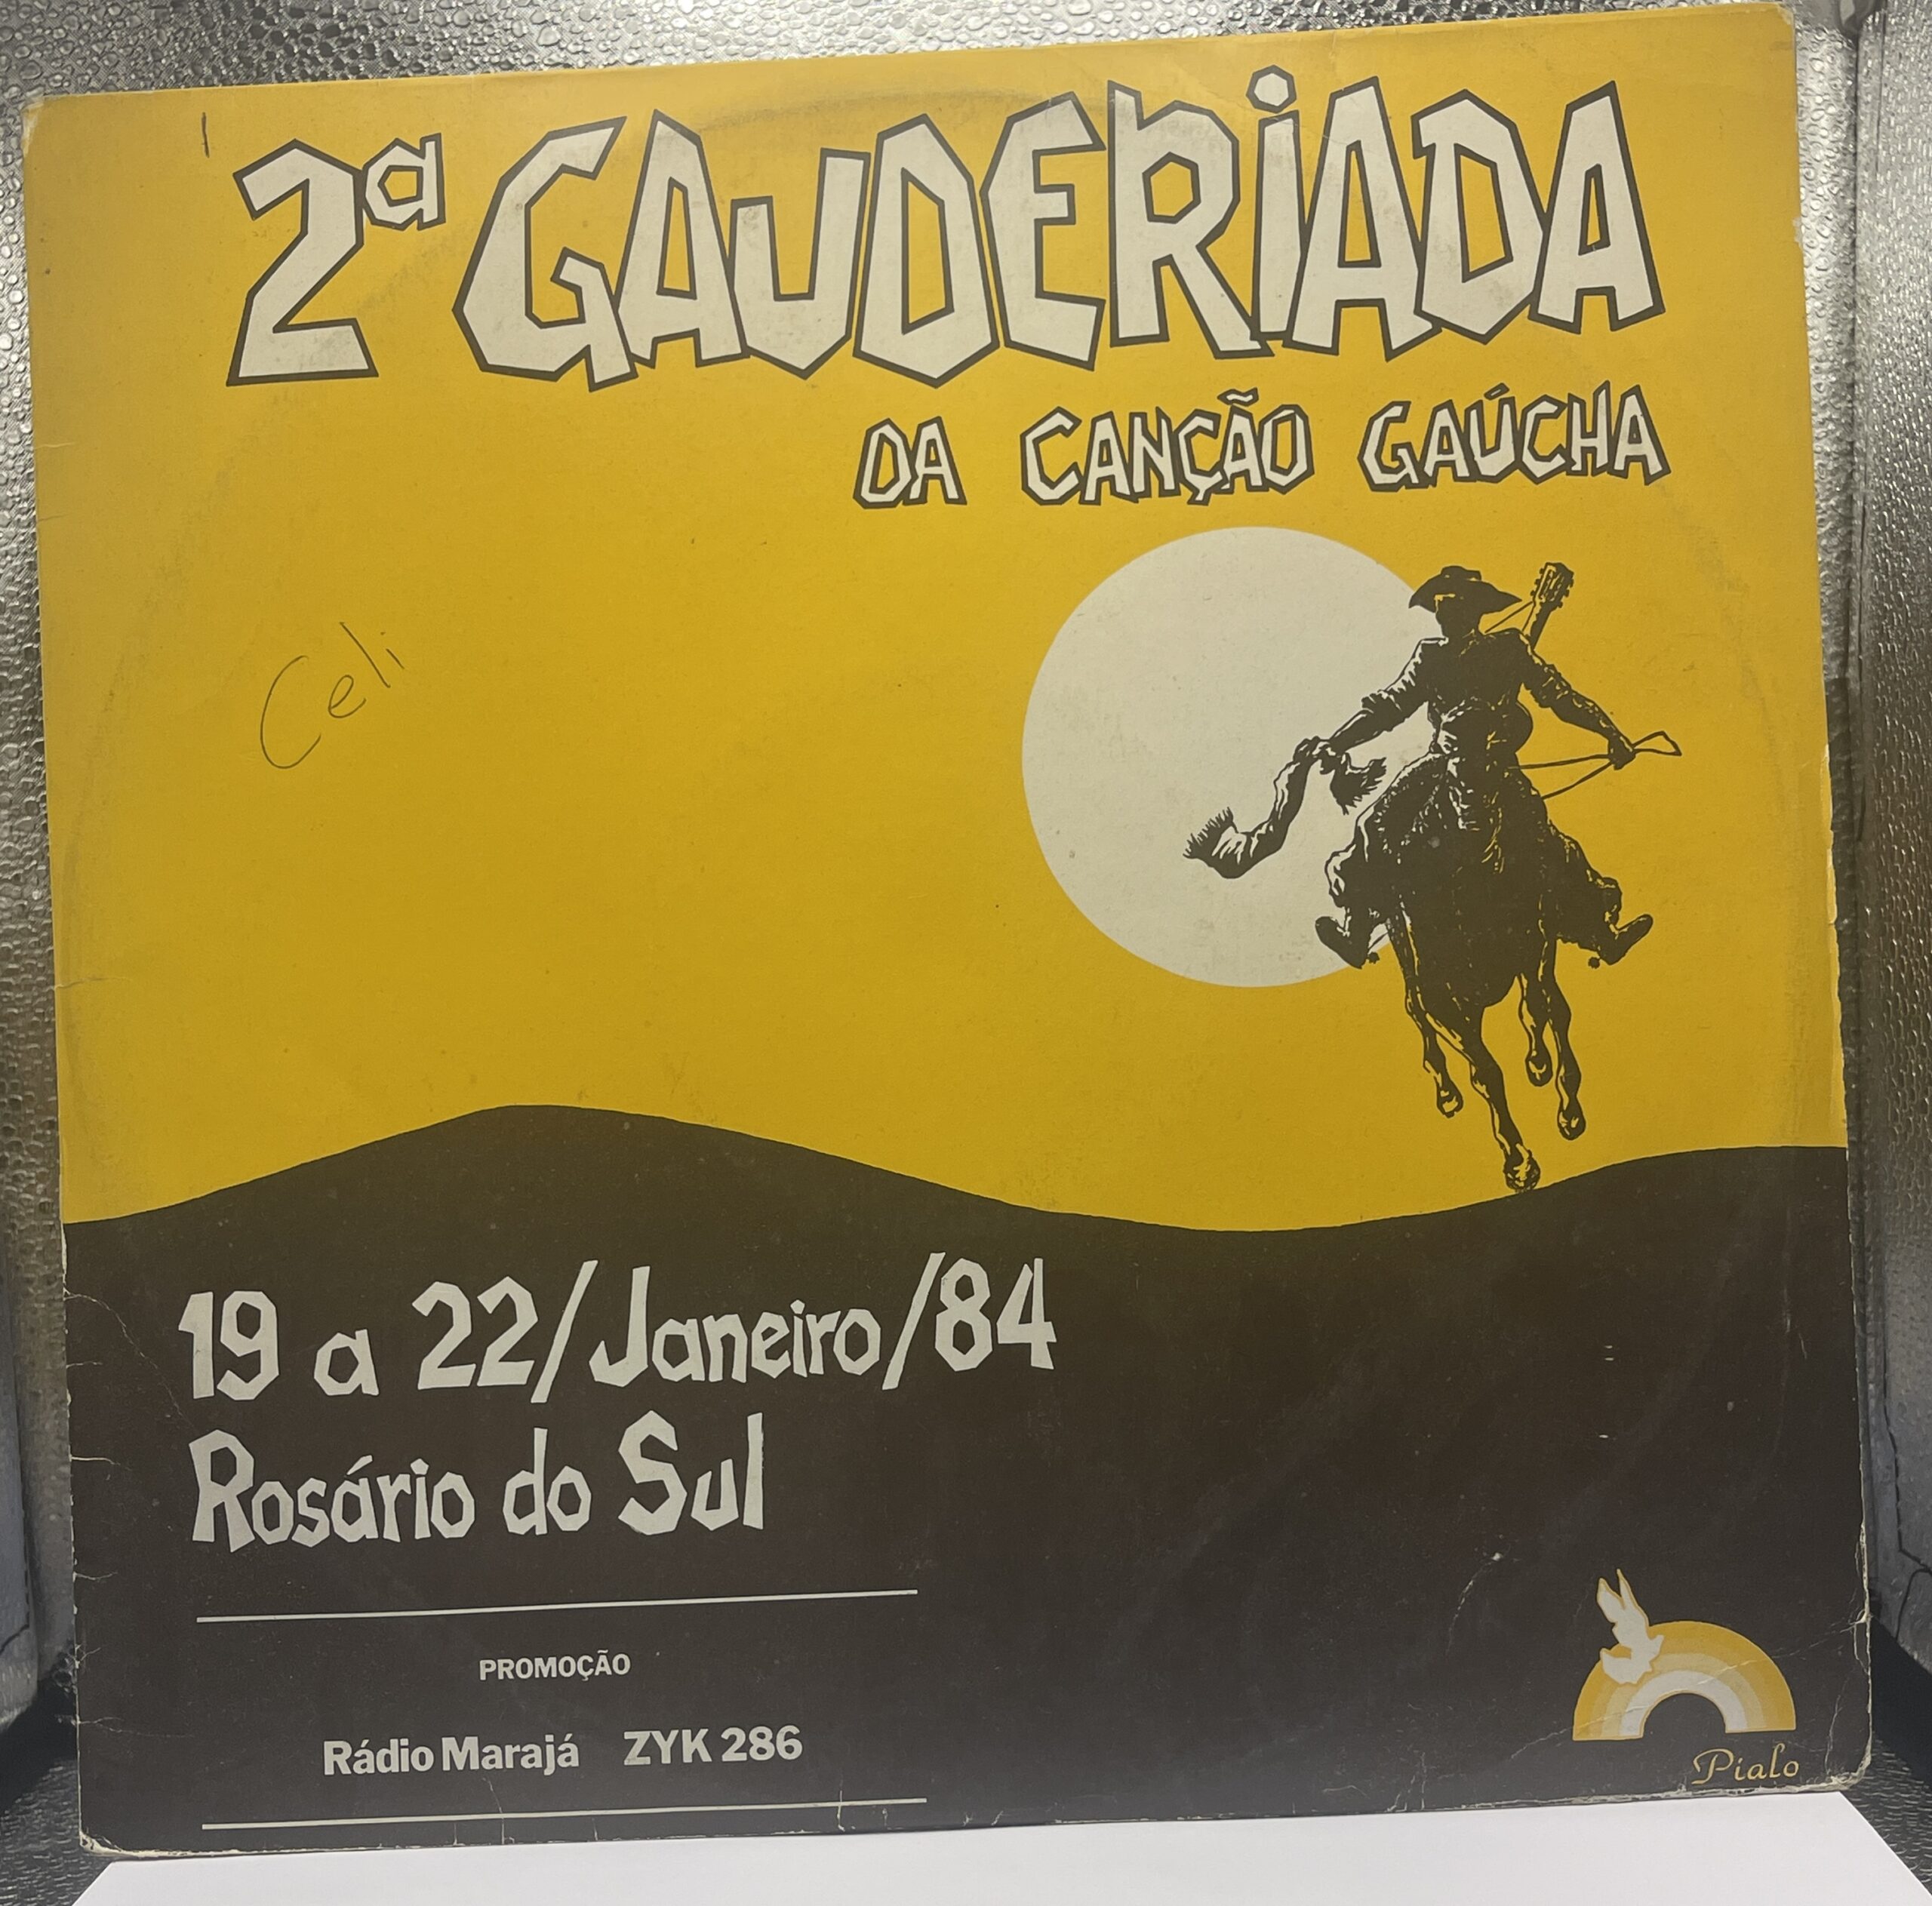 2ª GAUDERiADA
DA CANÇÃO GAÚCHA
Celi
19 a 22/Janeiro/84
Rosário do Sul
PROMOÇÃO
Rádio Marajá ZYK 286
Pialo